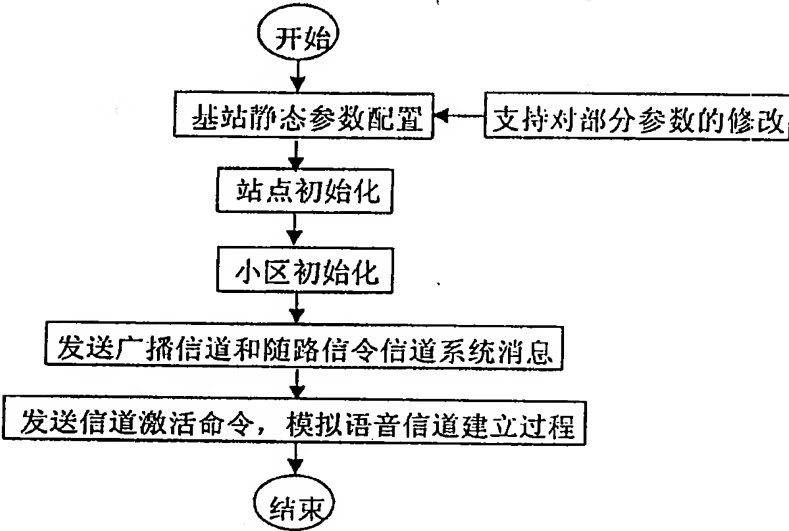 开始
基站静态参数配置
支持对部分参数的修改
站点初始化
小区初始化
发送广播信道和随路信令信道系统消息
发送信道激活命令，模拟语音信道建立过程
结束